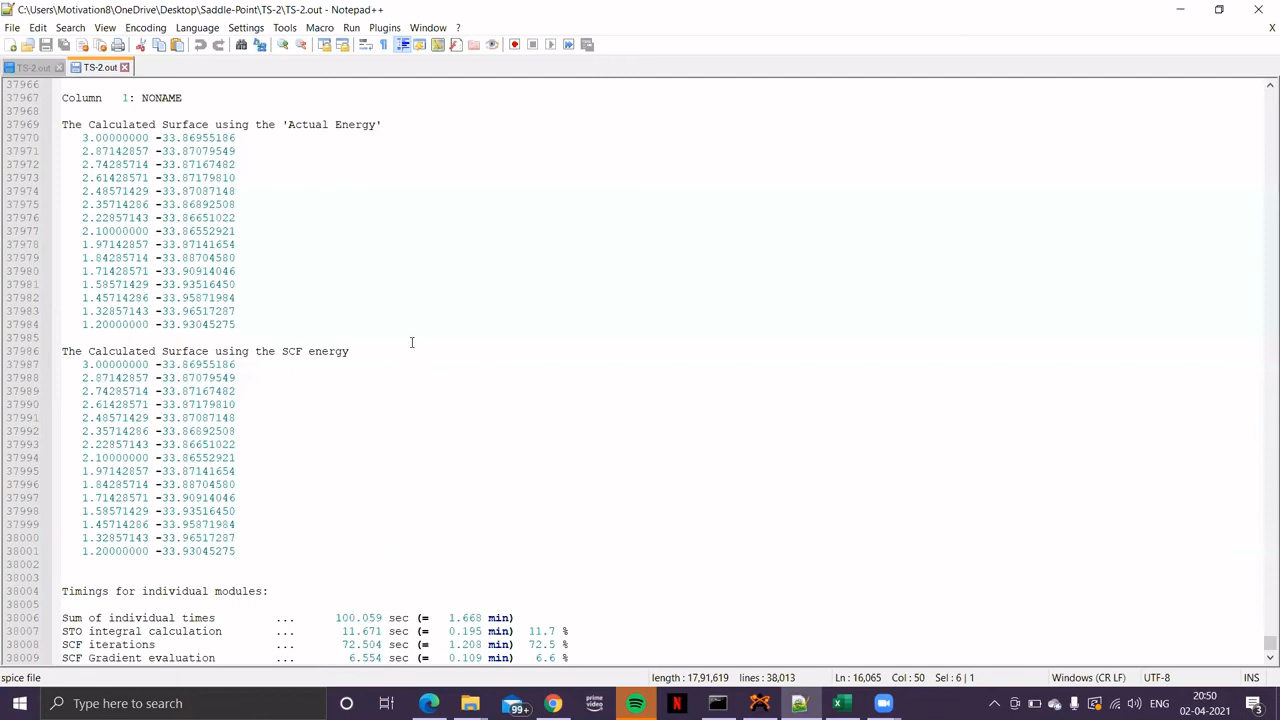 C:\Users\Motivation8\OneDrive\Desktop\Saddle-Point\TS-2\TS-2.out - Notepad++
File Edit Search View Encoding Language Settings Tools Macro Run Plugins Window ?
X
TS-2.out TS-2.out
37966
37967 Column 1: NONAME
37968
37969 The Calculated Surface using the 'Actual Energy'
37970 3.00000000 -33.86955186
37971 2.87142857 -33.87079549
37972 2.74285714 -33.87167482
37973 2.61428571 -33.87179810
37974 2.48571429 -33.87087148
37975 2.35714286 -33.86892508
37976 2.22857143 -33.86651022
37977 2.10000000 -33.86552921
37978 1.97142857 -33.87141654
37979 1.84285714 -33.88704580
37980 1.71428571 -33.90914046
37981 1.58571429 -33.93516450
37982 1.45714286 -33.95871984
37983 1.32857143 -33.96517287
37984 1.20000000 -33.93045275
37985
37986 The Calculated Surface using the SCF energy
37987 3.00000000 -33.86955186
37988 2.87142857 -33.87079549
37989 2.74285714 -33.87167482
37990 2.61428571 -33.87179810
37991 2.48571429 -33.87087148
37992 2.35714286 -33.86892508
37993 2.22857143 -33.86651022
37994 2.10000000 -33.86552921
37995 1.97142857 -33.87141654
37996 1.84285714 -33.88704580
37997 1.71428571 -33.90914046
37998 1.58571429 -33.93516450
37999 1.45714286 -33.95871984
38000 1.32857143 -33.96517287
38001 1.20000000 -33.93045275
38002
38003
38004 Timings for individual modules:
38005
38006 Sum of individual times ... 100.059 sec (= 1.668 min)
38007 STO integral calculation ... 11.671 sec (= 0.195 min) 11.7 %
38008 SCF iterations ... 72.504 sec (= 1.208 min) 72.5 %
38009 SCF Gradient evaluation ... 6.554 sec (= 0.109 min) 6.6 %
spice file length : 17,91,619 lines : 38,013 Ln : 16,065 Col : 50 Sel : 6 | 1 Windows (CR LF) UTF-8 INS
Type here to search
99+
prime video
N
ENG
20:50
02-04-2021